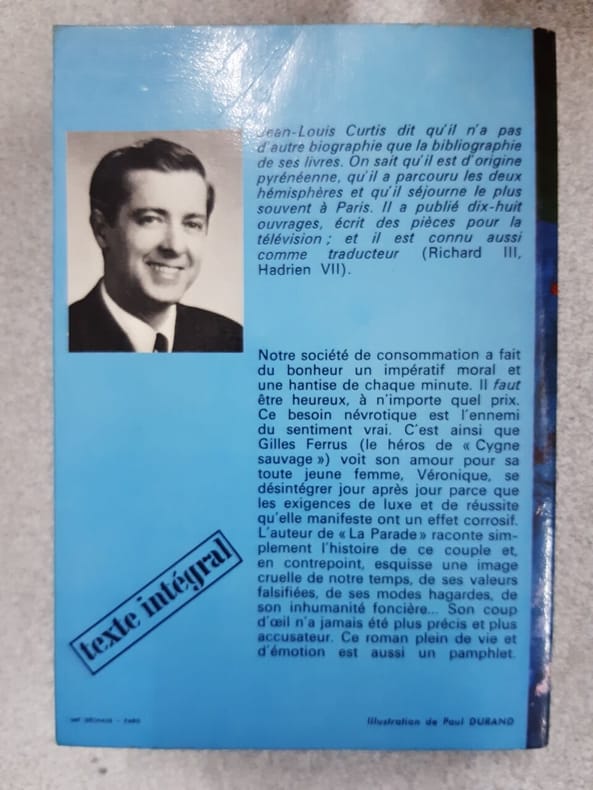 Jean-Louis Curtis dit qu'il n'a pas
d'autre biographie que la bibliographie
de ses livres. On sait qu'il est d'origine
pyrénéenne, qu'il a parcouru les deux
hémisphères et qu'il séjourne le plus
souvent à Paris. Il a publié dix-huit
ouvrages, écrit des pièces pour la
télévision ; et il est connu aussi
comme traducteur (Richard III,
Hadrien VII).
Notre société de consommation a fait
du bonheur un impératif moral et
une hantise de chaque minute. Il faut
être heureux, à n'importe quel prix.
Ce besoin névrotique est l'ennemi
du sentiment vrai. C'est ainsi que
Gilles Ferrus (le héros de « Cygne
sauvage ») voit son amour pour sa
toute jeune femme, Véronique, se
désintégrer jour après jour parce que
les exigences de luxe et de réussite
qu'elle manifeste ont un effet corrosif.
L'auteur de « La Parade » raconte sim-
plement l'histoire de ce couple et,
en contrepoint, esquisse une image
cruelle de notre temps, de ses valeurs
falsifiées, de ses modes hagardes, de
son inhumanité foncière... Son coup
d'œil n'a jamais été plus précis et plus
accusateur. Ce roman plein de vie et
d'émotion est aussi un pamphlet.
texte intégral
Illustration de Paul DURAND